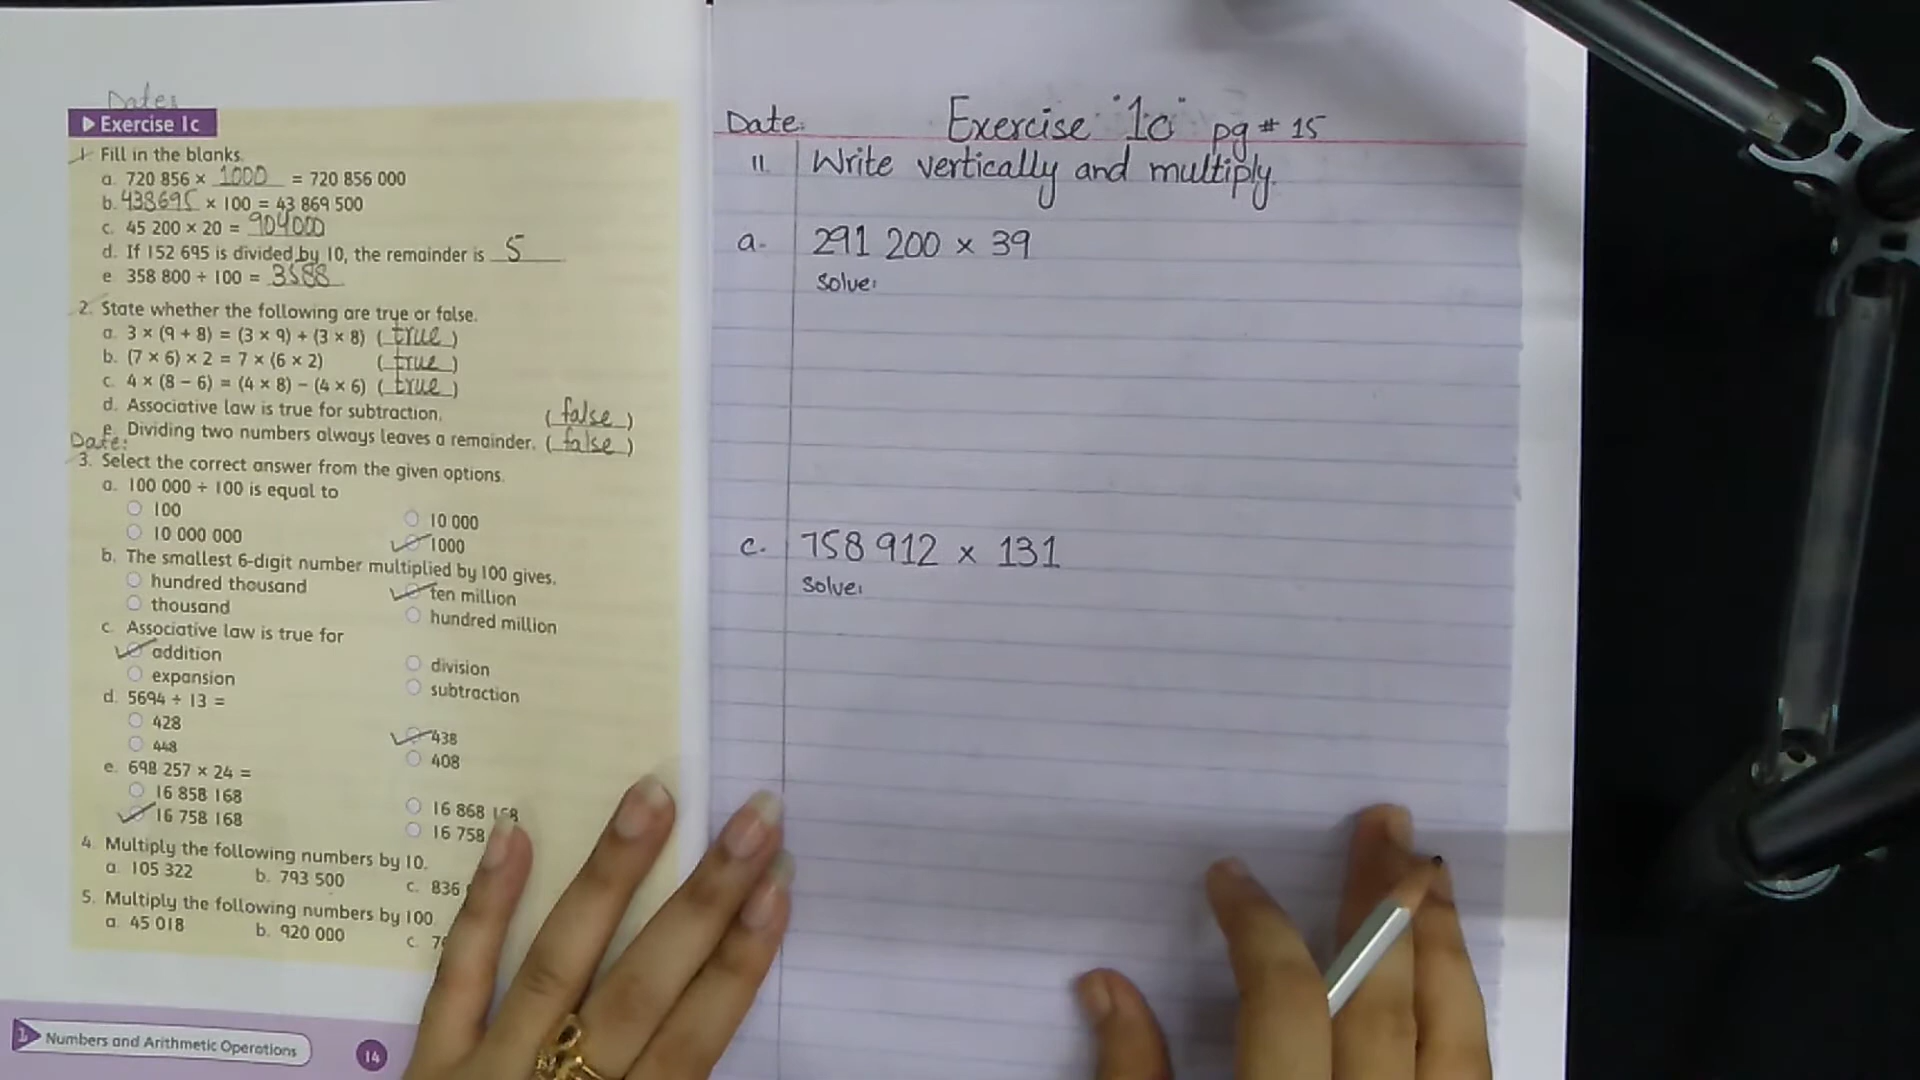 Date:
Exercise 1c
1. Fill in the blanks.
a. 720 856 × 1000 = 720 856 000
b. 438695 × 100 = 43 869 500
c. 45 200 × 20 = 904000
d. If 152 695 is divided by 10, the remainder is 5
e. 358 800 ÷ 100 = 3588
2. State whether the following are true or false.
a. 3 × (9 + 8) = (3 × 9) + (3 × 8) (true)
b. (7 × 6) × 2 = 7 × (6 × 2) (true)
c. 4 × (8 – 6) = (4 × 8) – (4 × 6) (true)
d. Associative law is true for subtraction. (false)
e. Dividing two numbers always leaves a remainder. (false)
Date:
3. Select the correct answer from the given options.
a. 100 000 ÷ 100 is equal to
100 10 000
10 000 000 1000
b. The smallest 6-digit number multiplied by 100 gives.
hundred thousand ten million
thousand hundred million
c. Associative law is true for
addition division
expansion subtraction
d. 5694 ÷ 13 =
428 438
448 408
e. 698 257 × 24 =
16 858 168 16 868 168
16 758 168 16 758
4. Multiply the following numbers by 10.
a. 105 322 b. 793 500 c. 836
5. Multiply the following numbers by 100.
a. 45 018 b. 920 000 c.
1 Numbers and Arithmetic Operations 14
Date: Exercise "1c" pg # 15
11. Write vertically and multiply.
a. 291 200 × 39
Solve:
c. 758 912 × 131
Solve: